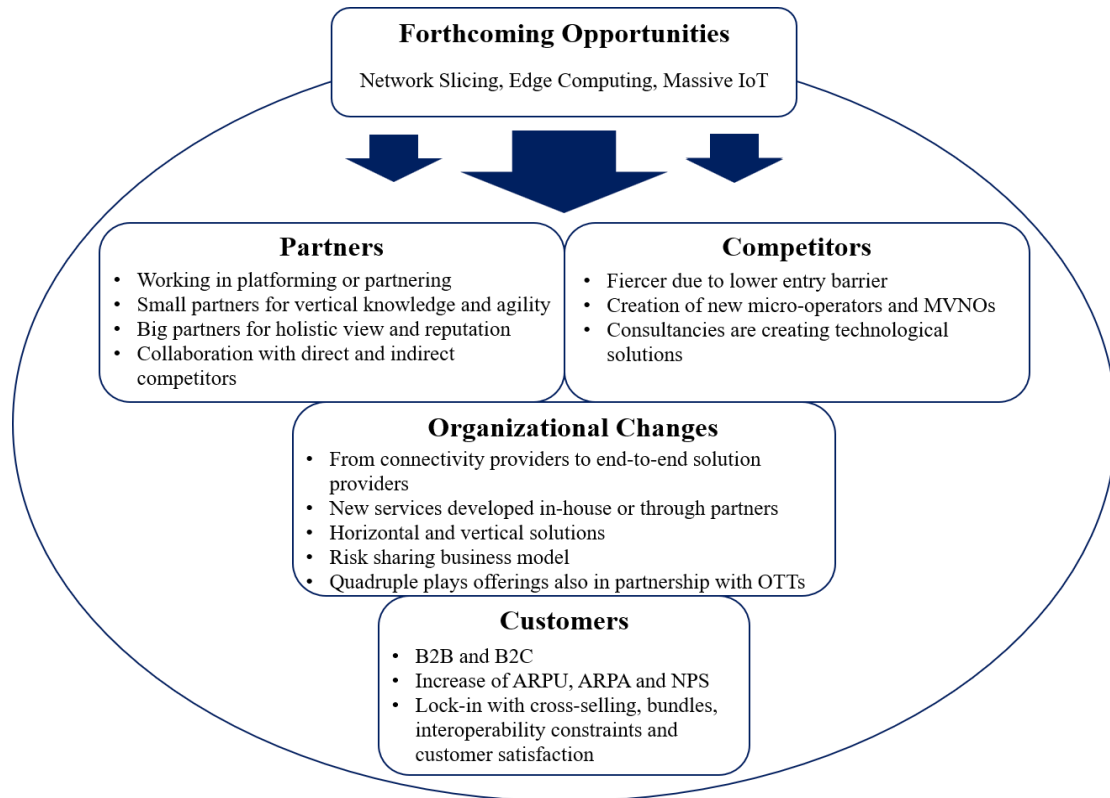 Forthcoming Opportunities
Network Slicing, Edge Computing, Massive IoT
Partners
• Working in platforming or partnering
• Small partners for vertical knowledge and agility
• Big partners for holistic view and reputation
• Collaboration with direct and indirect
competitors
Competitors
• Fiercer due to lower entry barrier
• Creation of new micro-operators and MVNOs
• Consultancies are creating technological
solutions
Organizational Changes
• From connectivity providers to end-to-end solution
providers
• New services developed in-house or through partners
• Horizontal and vertical solutions
• Risk sharing business model
• Quadruple plays offerings also in partnership with OTTs
Customers
• B2B and B2C
• Increase of ARPU, ARPA and NPS
• Lock-in with cross-selling, bundles,
interoperability constraints and
customer satisfaction